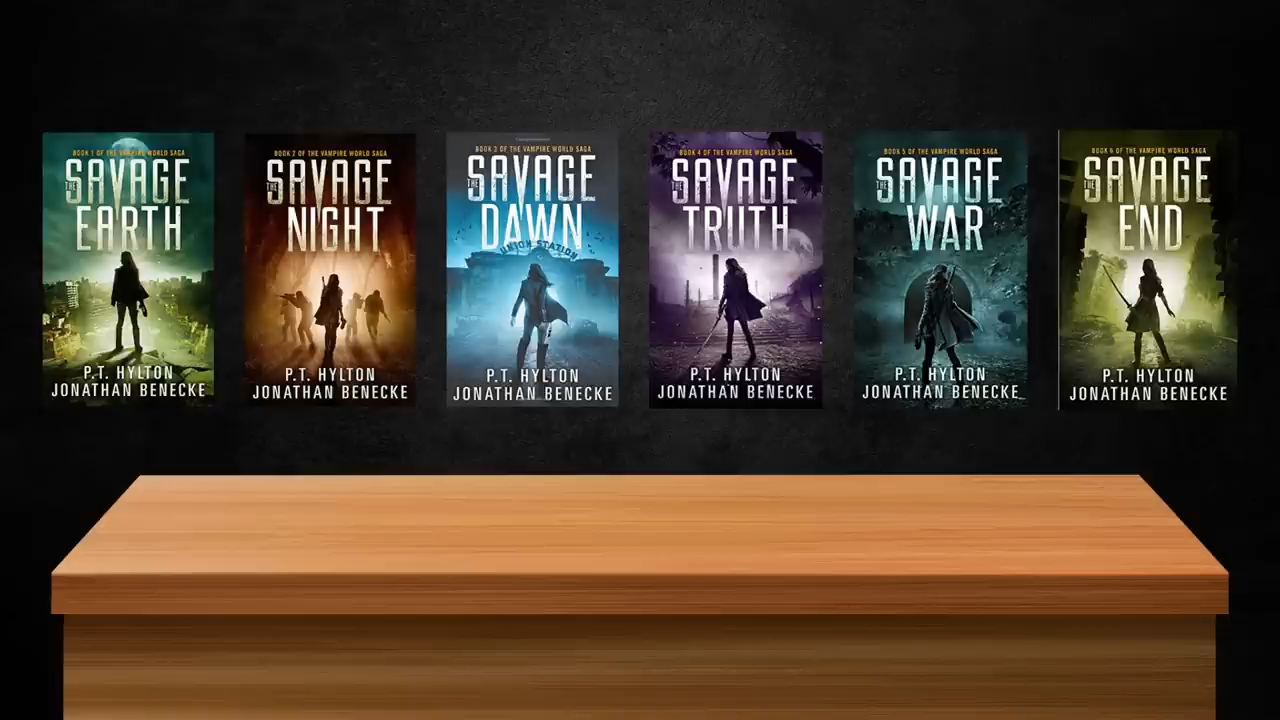 BOOK 1 OF THE VAMPIRE WORLD SAGA
THE SAVAGE
EARTH
P.T. HYLTON
JONATHAN BENECKE
BOOK 2 OF THE VAMPIRE WORLD SAGA
THE SAVAGE
NIGHT
P.T. HYLTON
JONATHAN BENECKE
BOOK 3 OF THE VAMPIRE WORLD SAGA
THE SAVAGE
DAWN
UNION STATION
P.T. HYLTON
JONATHAN BENECKE
BOOK 4 OF THE VAMPIRE WORLD SAGA
THE SAVAGE
TRUTH
P.T. HYLTON
JONATHAN BENECKE
BOOK 5 OF THE VAMPIRE WORLD SAGA
THE SAVAGE
WAR
P.T. HYLTON
JONATHAN BENECKE
BOOK 6 OF THE VAMPIRE WORLD SAGA
THE SAVAGE
END
P.T. HYLTON
JONATHAN BENECKE